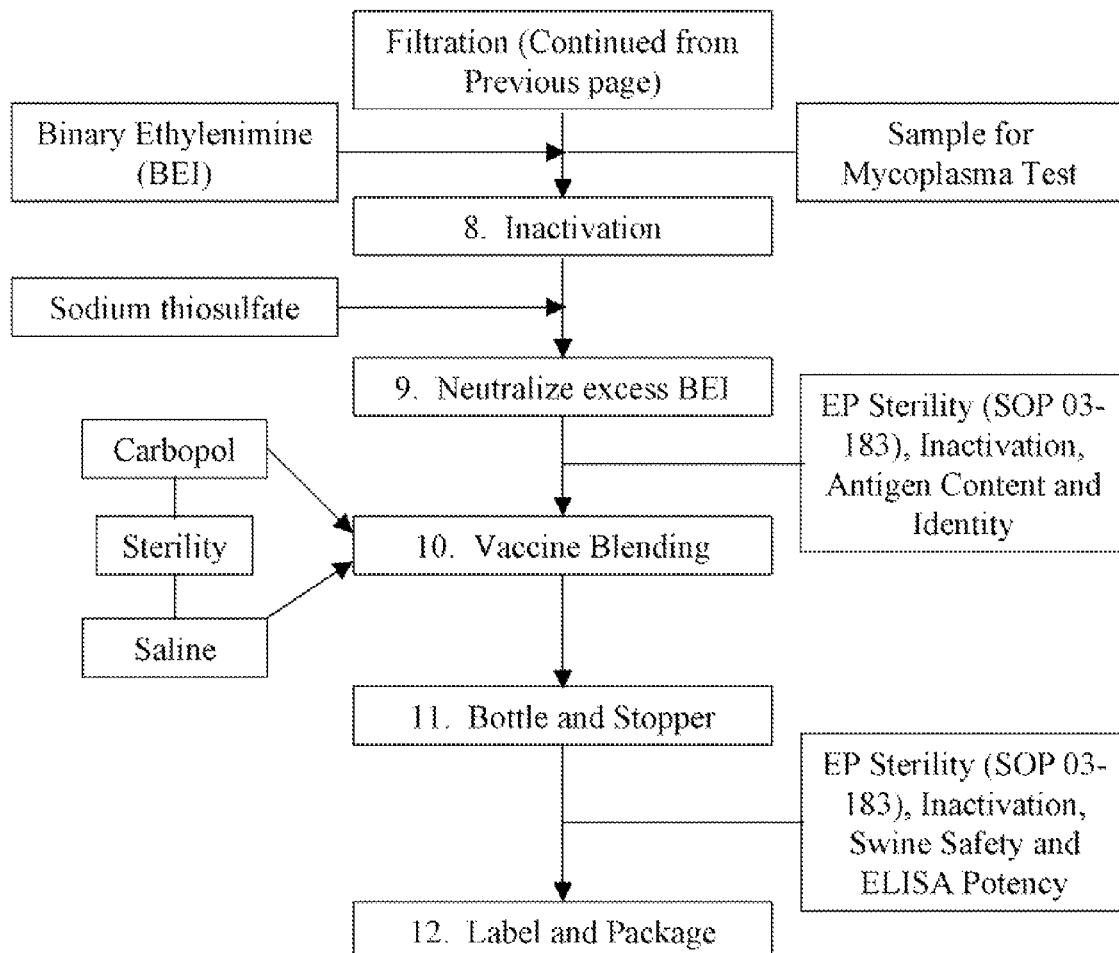 Filtration (Continued from
Previous page)
Binary Ethylenimine
(BEI)
Sample for
Mycoplasma Test
8. Inactivation
Sodium thiosulfate
9. Neutralize excess BEI
EP Sterility (SOP 03-
183), Inactivation,
Antigen Content and
Identity
Carbopol
Sterility
Saline
10. Vaccine Blending
11. Bottle and Stopper
EP Sterility (SOP 03-
183), Inactivation,
Swine Safety and
ELISA Potency
12. Label and Package